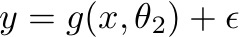 y = g(x, θ₂) + ϵ